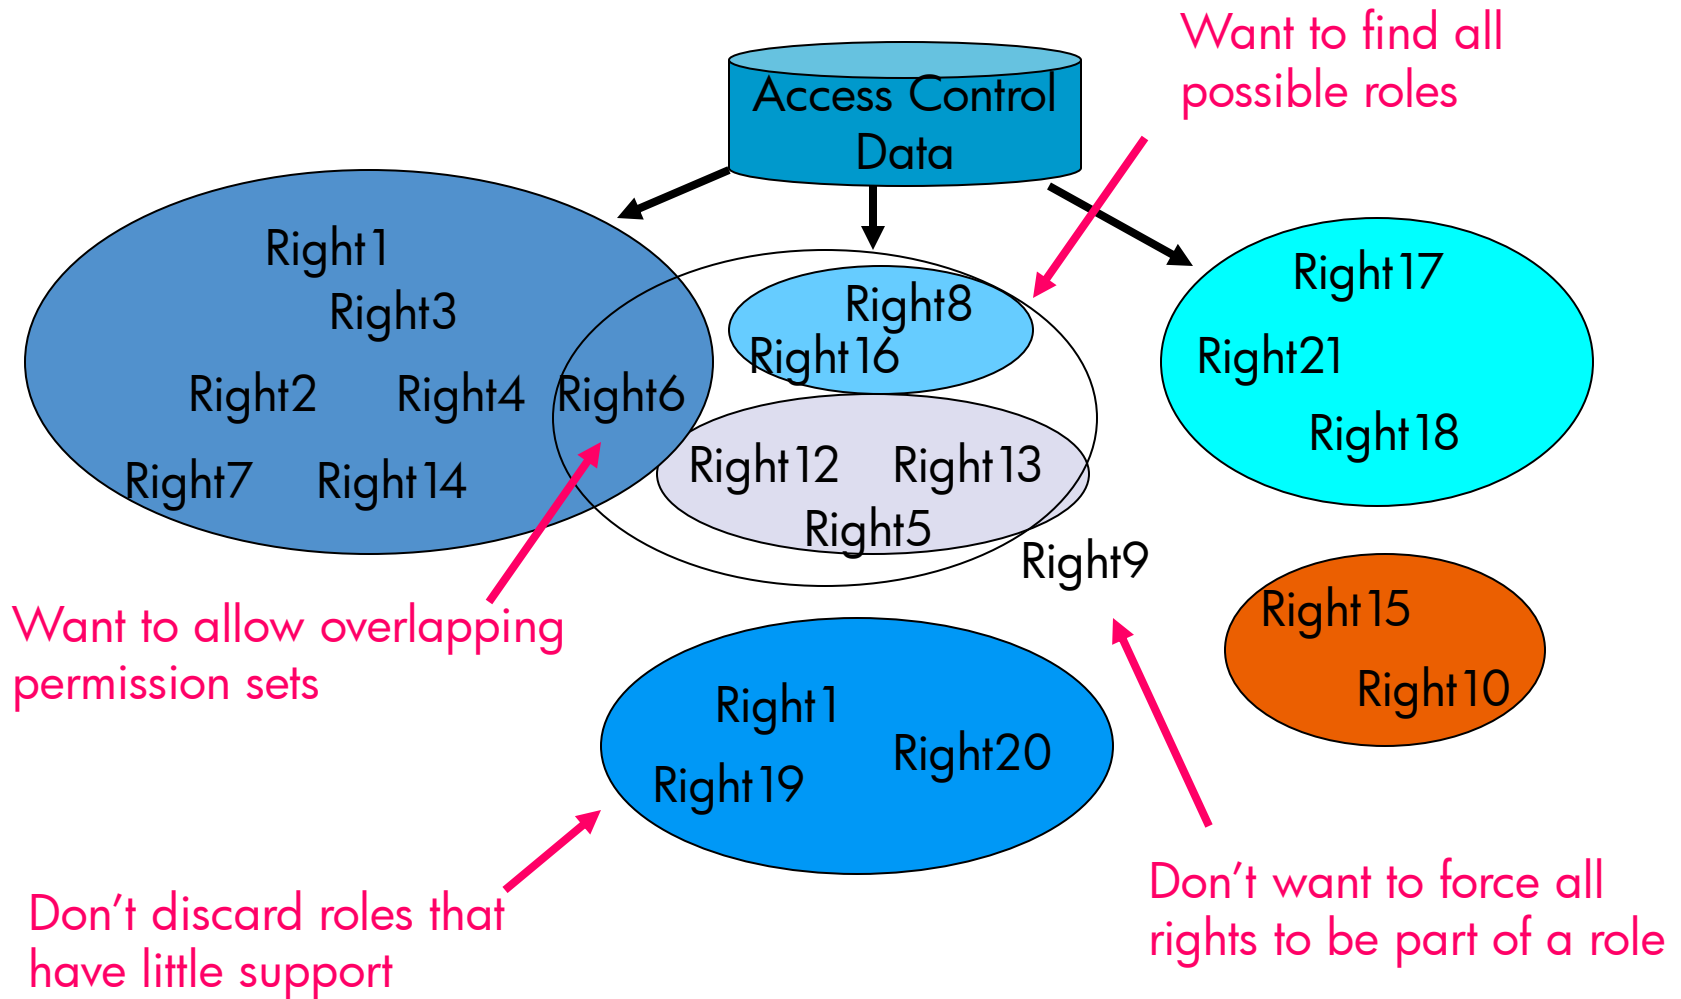 Want to find all
possible roles
Access Control
Data
Right1
Right3
Right2
Right4
Right6
Right7
Right14
Right8
Right16
Right12
Right13
Right5
Right9
Right17
Right21
Right18
Right15
Right10
Want to allow overlapping
permission sets
Right1
Right20
Right19
Don’t discard roles that
have little support
Don’t want to force all
rights to be part of a role